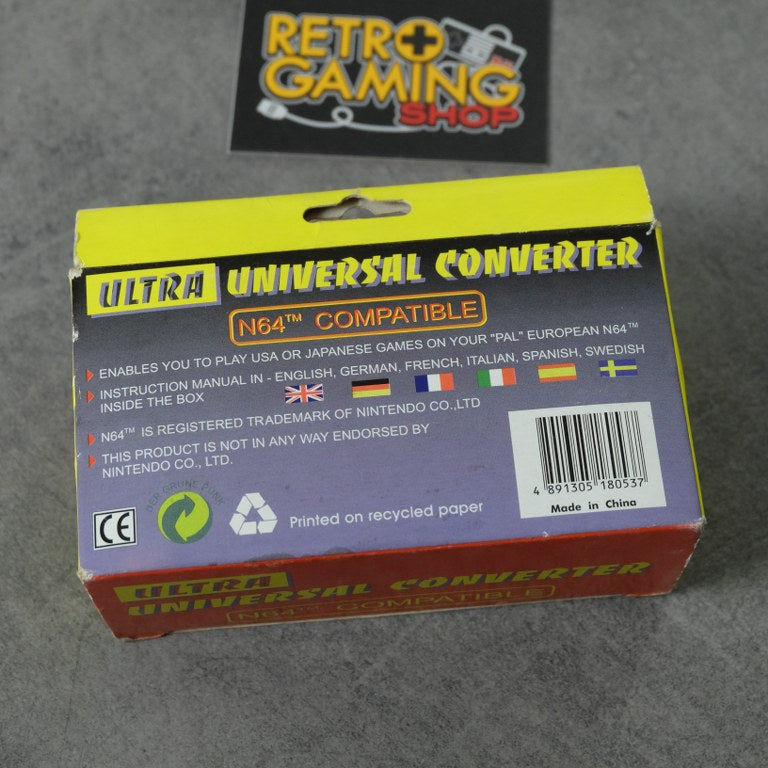 RETRO
GAMING
SHOP
ULTRA UNIVERSAL CONVERTER
N64™ COMPATIBLE
ENABLES YOU TO PLAY USA OR JAPANESE GAMES ON YOUR "PAL" EUROPEAN N64™
INSTRUCTION MANUAL IN - ENGLISH, GERMAN, FRENCH, ITALIAN, SPANISH, SWEDISH
INSIDE THE BOX
N64™ IS REGISTERED TRADEMARK OF NINTENDO CO.,LTD
THIS PRODUCT IS NOT IN ANY WAY ENDORSED BY
NINTENDO CO., LTD.
4 891305 180537
Made in China
CE
DER GRÜNE PUNKT
Printed on recycled paper
ULTRA
UNIVERSAL CONVERTER
N64™ COMPATIBLE